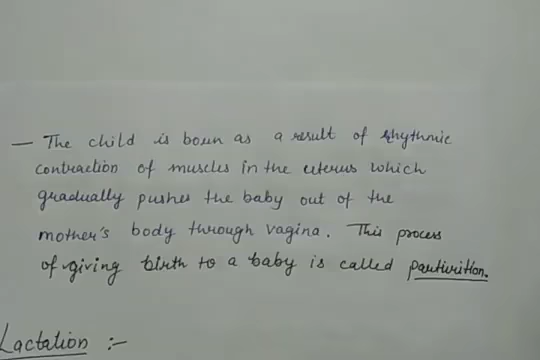 — The child is born as a result of rhythmic
contraction of muscles in the uterus which
gradually pushes the baby out of the
mother's body through vagina. This process
of giving birth to a baby is called parturition.
Lactation :-